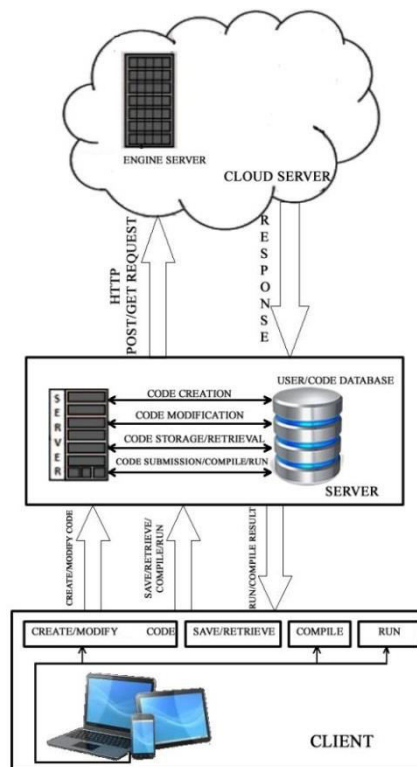 ENGINE SERVER
CLOUD SERVER
HTTP
POST/GET REQUEST
RESPONSE
USER/CODE DATABASE
SERVER
CODE CREATION
CODE MODIFICATION
CODE STORAGE/RETRIEVAL
CODE SUBMISSION/COMPILE/RUN
SERVER
CREATE/MODIFY CODE
SAVE/RETRIEVE/
COMPILE/RUN
RUN/COMPILE RESULT
CREATE/MODIFY CODE
SAVE/RETRIEVE
COMPILE
RUN
CLIENT